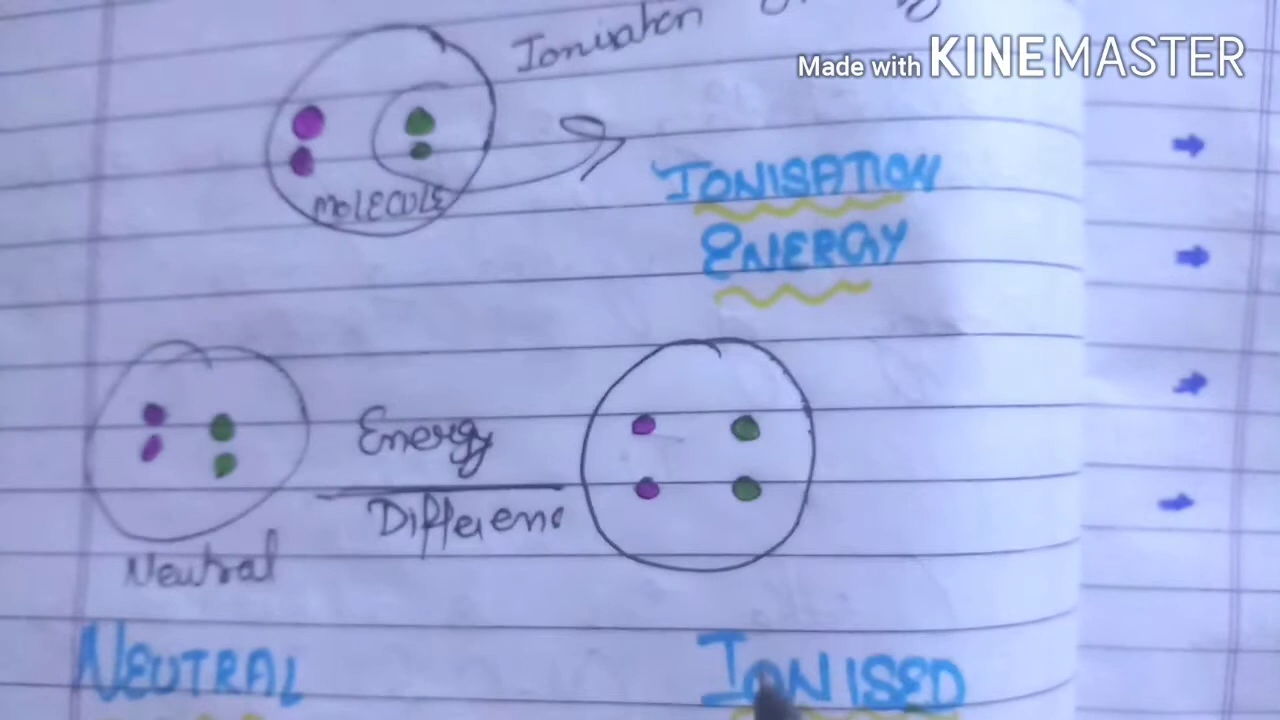 Made with KINEMASTER
Ionisation
MOLECULE
IONISATION
ENERGY
Energy
Differenc
Neutral
NEUTRAL
IONISED